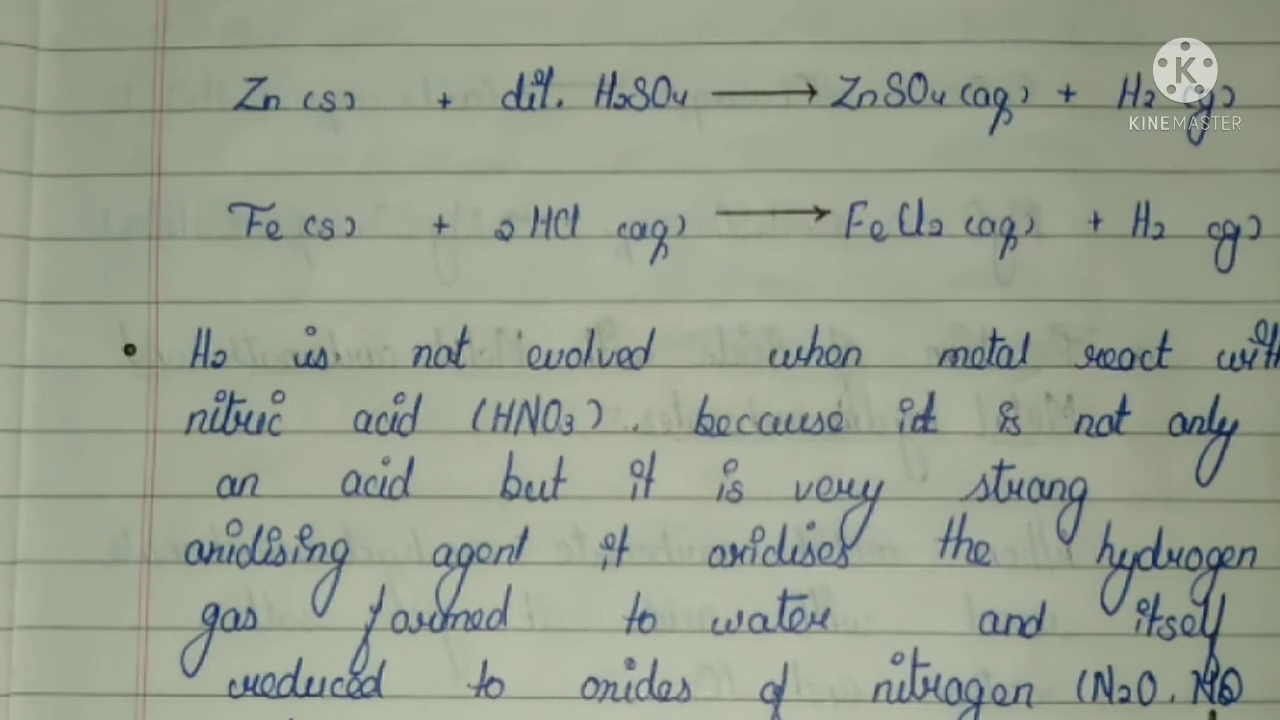 Zn (s) + dil. H2SO4 → ZnSO4 (aq) + H2 (g)
KINEMASTER
Fe (s) + 2 HCl (aq) → FeCl2 (aq) + H2 (g)
• H2 is not evolved when metal react with
nitric acid (HNO3). because it is not only
an acid but it is very strong
oxidising agent it oxidises the hydrogen
gas formed to water and itself
reduced to oxides of nitrogen (N2O, NO